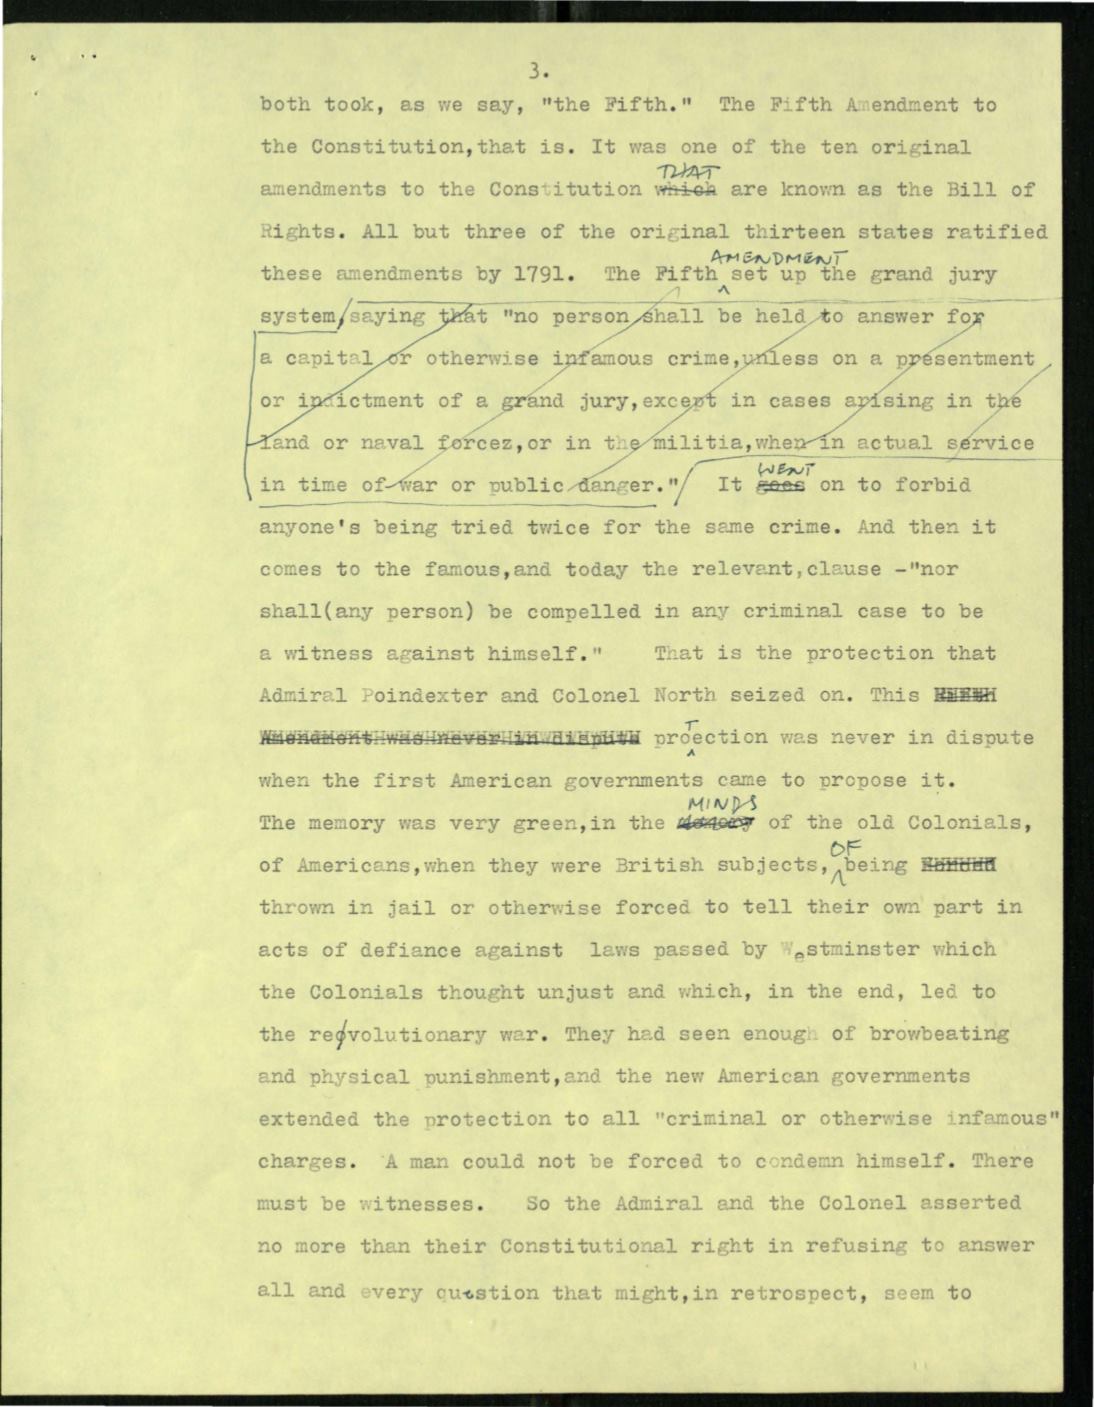 3.
both took, as we say, "the Fifth."  The Fifth Amendment to
the Constitution,that is. It was one of the ten original
THAT
amendments to the Constitution which are known as the Bill of
Rights. All but three of the original thirteen states ratified
AMENDMENT
these amendments by 1791.  The Fifth set up the grand jury
system,saying that "no person shall be held to answer for
a capital or otherwise infamous crime,unless on a presentment
or indictment of a grand jury,except in cases arising in the
land or naval forcez,or in the militia,when in actual service
WENT
in time of war or public danger."  It goes on to forbid
anyone's being tried twice for the same crime. And then it
comes to the famous,and today the relevant,clause -"nor
shall(any person) be compelled in any criminal case to be
a witness against himself."   That is the protection that
Admiral Poindexter and Colonel North seized on. This
Amendment was never in dispute protection was never in dispute
when the first American governments came to propose it.
MINDS
The memory was very green,in the of the old Colonials,
OF
of Americans,when they were British subjects, being
thrown in jail or otherwise forced to tell their own part in
acts of defiance against  laws passed by Westminster which
the Colonials thought unjust and which, in the end, led to
the revolutionary war. They had seen enough of browbeating
and physical punishment,and the new American governments
extended the protection to all "criminal or otherwise infamous"
charges.  A man could not be forced to condemn himself. There
must be witnesses.   So the Admiral and the Colonel asserted
no more than their Constitutional right in refusing to answer
all and every question that might,in retrospect, seem to